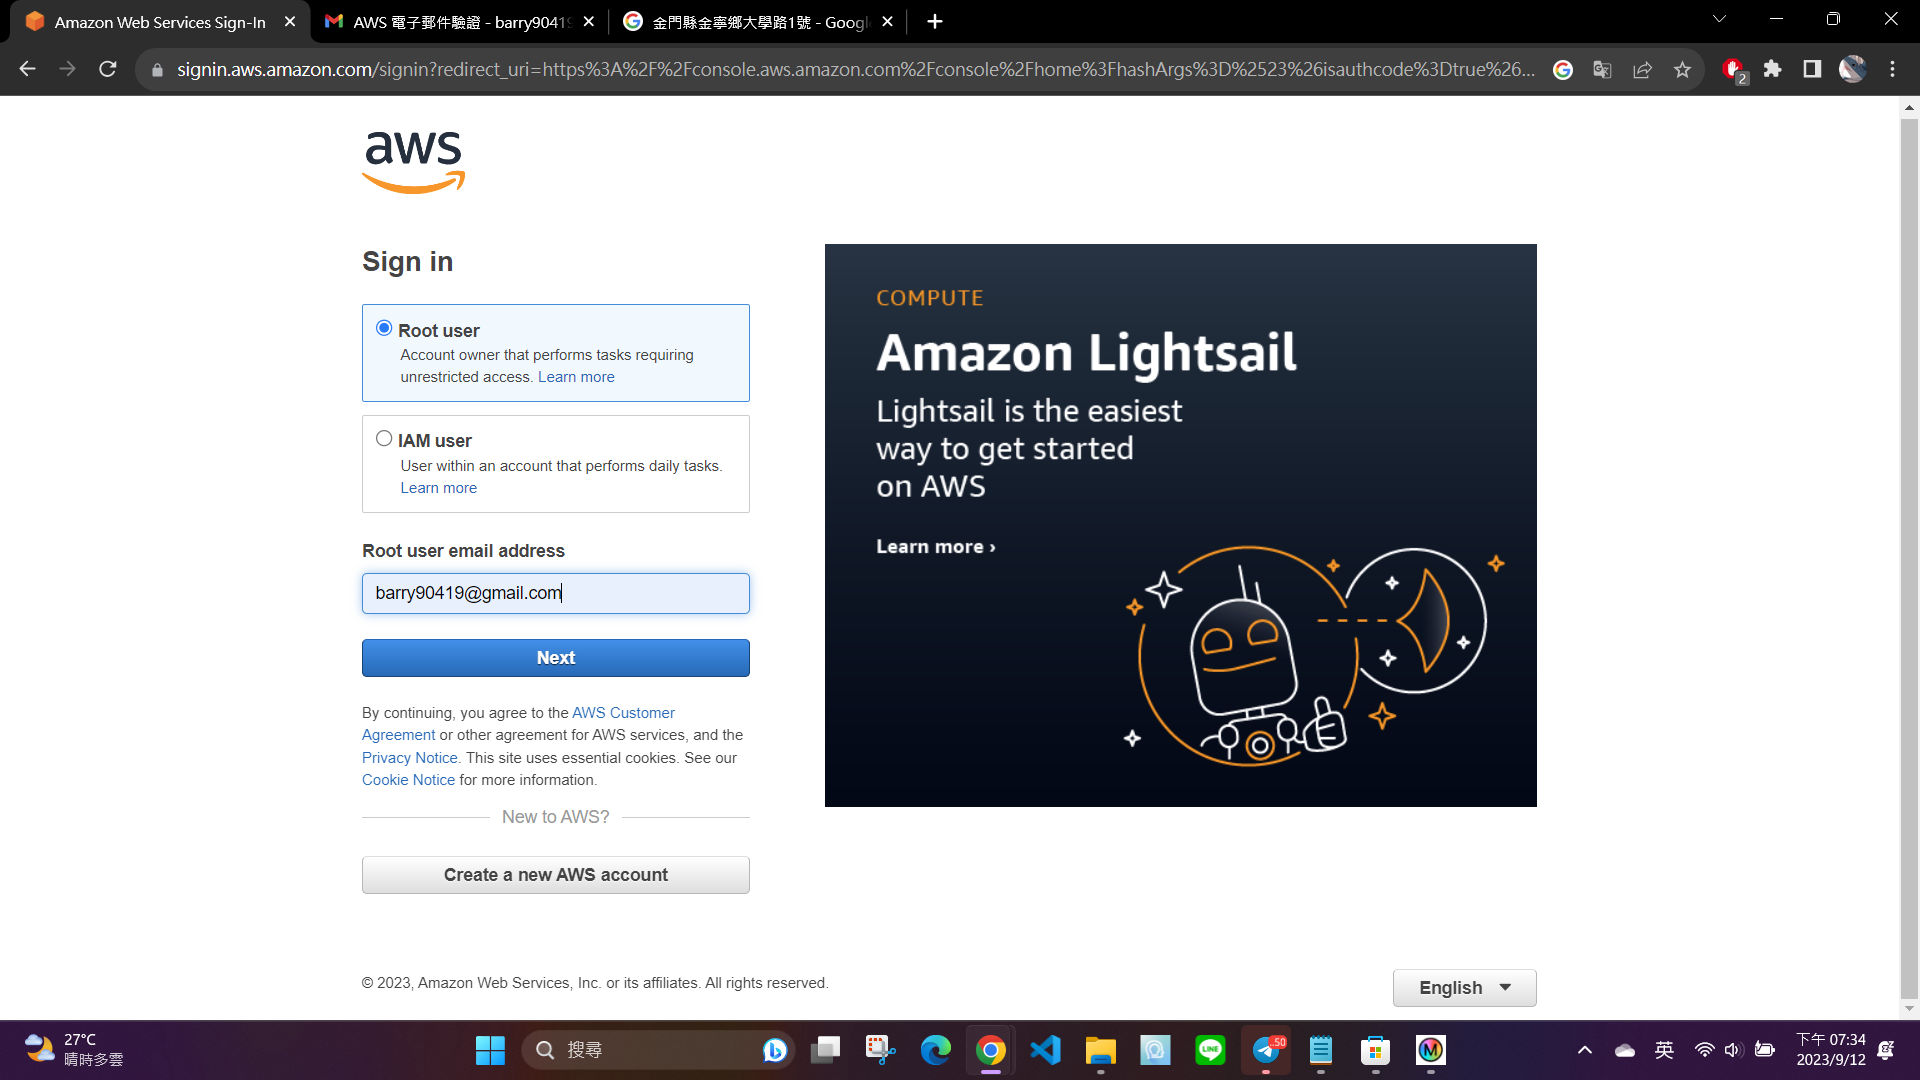 Amazon Web Services Sign-In
AWS 電子郵件驗證 - barry90419
金門縣金寧鄉大學路1號 - Googl
signin.aws.amazon.com/signin?redirect_uri=https%3A%2F%2Fconsole.aws.amazon.com%2Fconsole%2Fhome%3FhashArgs%3D%2523%26isauthcode%3Dtrue%26...
2
aws
Sign in
Root user
Account owner that performs tasks requiring
unrestricted access. Learn more
IAM user
User within an account that performs daily tasks.
Learn more
Root user email address
barry90419@gmail.com
Next
By continuing, you agree to the AWS Customer
Agreement or other agreement for AWS services, and the
Privacy Notice. This site uses essential cookies. See our
Cookie Notice for more information.
New to AWS?
Create a new AWS account
COMPUTE
Amazon Lightsail
Lightsail is the easiest
way to get started
on AWS
Learn more ›
© 2023, Amazon Web Services, Inc. or its affiliates. All rights reserved.
English
27°C
晴時多雲
搜尋
LINE
50
M
英
下午 07:34
2023/9/12